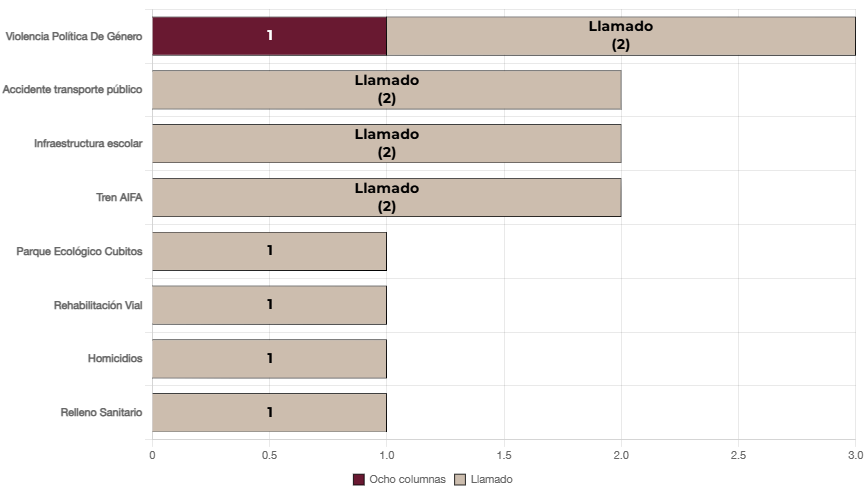 Violencia Política De Género
1
Llamado
(2)
Accidente transporte público
Llamado
(2)
Infraestructura escolar
Llamado
(2)
Tren AIFA
Llamado
(2)
Parque Ecológico Cubitos
1
Rehabilitación Vial
1
Homicidios
1
Relleno Sanitario
1
0 0.5 1.0 1.5 2.0 2.5 3.0
Ocho columnas Llamado